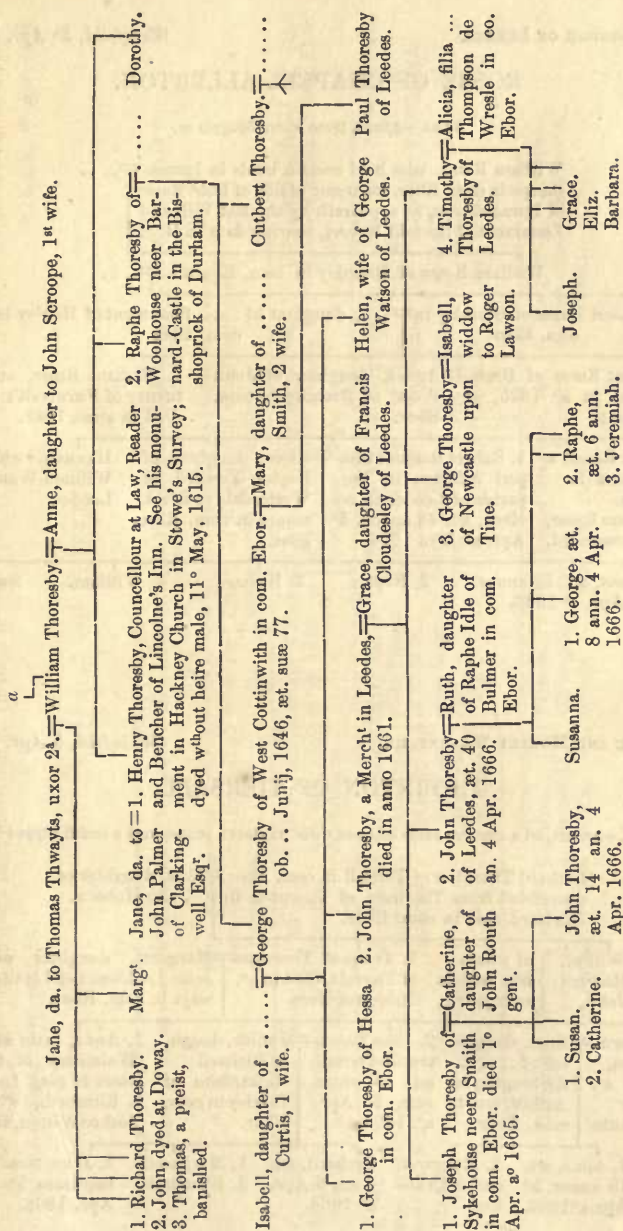 a
Jane, da. to Thomas Thwayts, uxor 2ª. William Thoresby. Anne, daughter to John Scroope, 1st wife.
1. Richard Thoresby.
2. John, dyed at Doway.
3. Thomas, a preist,
banished.
Margt.
Jane, da. to
John Palmer
of Clarking-
well Esqr.
1. Henry Thoresby, Councellour at Law, Reader
and Bencher of Lincolne's Inn. See his monu-
ment in Hackney Church in Stowe's Survey;
dyed wthout heire male, 11° May, 1615.
2. Raphe Thoresby of
Woolhouse neer Bar-
nard-Castle in the Bis-
shoprick of Durham.
......
Dorothy.
Isabell, daughter of ......
Curtis, 1 wife.
George Thoresby of West Cottinwith in com. Ebor.
ob. .. Junij, 1646, æt. suæ 77.
Mary, daughter of ......
Smith, 2 wife.
Cutbert Thoresby. ......
1. George Thoresby of Hessa
in com. Ebor.
2. John Thoresby, a Mercht in Leedes,
died in anno 1661.
Grace, daughter of Francis
Cloudesley of Leedes.
Helen, wife of George
Watson of Leedes.
Paul Thoresby
of Leedes.
1. Joseph Thoresby of
Sykehouse neere Snaith
in com. Ebor. died 1°
Apr. a° 1665.
Catherine,
daughter of
John Routh
gent.
2. John Thoresby
of Leedes, æt. 40
an. 4 Apr. 1666.
Ruth, daughter
of Raphe Idle of
Bulmer in com.
Ebor.
3. George Thoresby
of Newcastle upon
Tine.
Isabell,
widdow
to Roger
Lawson.
4. Timothy
Thoresby of
Leedes.
Alicia, filia ...
Thompson de
Wresle in co.
Ebor.
1. Susan.
2. Catherine.
John Thoresby,
æt. 14 an. 4
Apr. 1666.
Susanna.
1. George, æt.
8 ann. 4 Apr.
1666.
2. Raphe,
æt. 6 ann.
3. Jeremiah.
Joseph.
Grace.
Eliz.
Barbara.